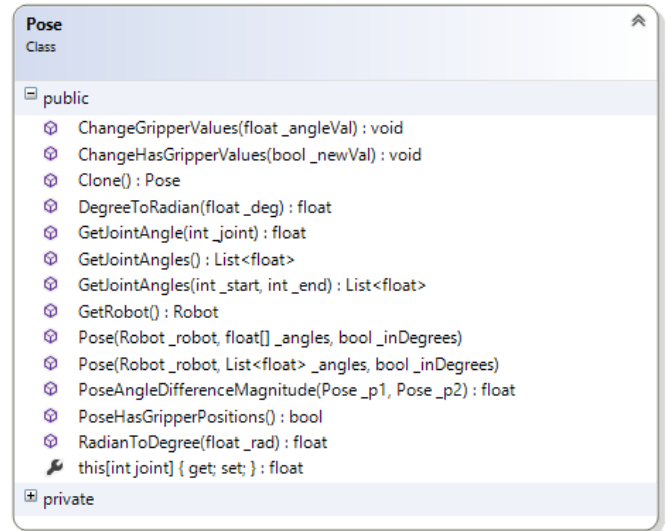 Pose
Class
public
ChangeGripperValues(float _angleVal) : void
ChangeHasGripperValues(bool _newVal) : void
Clone() : Pose
DegreeToRadian(float _deg) : float
GetJointAngle(int _joint) : float
GetJointAngles() : List<float>
GetJointAngles(int _start, int _end) : List<float>
GetRobot() : Robot
Pose(Robot _robot, float[] _angles, bool _inDegrees)
Pose(Robot _robot, List<float> _angles, bool _inDegrees)
PoseAngleDifferenceMagnitude(Pose _p1, Pose _p2) : float
PoseHasGripperPositions() : bool
RadianToDegree(float _rad) : float
this[int joint] { get; set; } : float
private